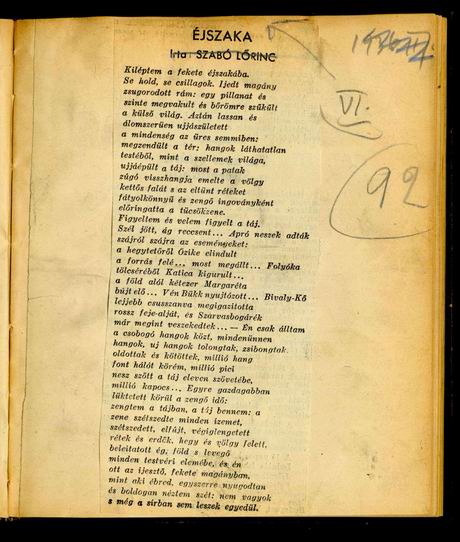 ÉJSZAKA
Irta SZABÓ LŐRINC
VI.
92
Kiléptem a fekete éjszakába.
Se hold, se csillagok. Ijedt magány
zsugorodott rám: egy pillanat és
szinte megvakult és bőrömre szűkült
a külső világ. Aztán lassan és
álomszerűen ujjászületett
a mindenség az üres semmiben:
megzendült a tér: hangok láthatatlan
testéből, mint a szellemek világa,
ujjáépült a táj: most a patak
zúgó visszhangja emelte a völgy
kettős falát s az eltünt réteket
fátyolkönnyű és zengő ingoványként
előringatta a tücsökzene.
Figyeltem és velem figyelt a táj.
Szél jött, ág reccsent... Apró neszek adták
szájról szájra az eseményeket:
a hegytetőről Özike elindult
a forrás felé... most megállt... Folyóka
tölcséréből Katica kigurult...
a föld alól kétezer Margaréta
bújt elő... Vén Bükk nyujtózott... Bivaly-Kő
lejjebb csusszanva megigazította
rossz feje-alját, és Szarvasbogárék
már megint veszekedtek... — Én csak álltam
a csobogó hangok közt, mindenünnen
hangok, uj hangok tolongtak, zsibongtak,
oldottak és kötöttek, millió hang
font hálót körém, millió pici
nesz szőtt a táj eleven szövetébe,
millió kapocs... Egyre gazdagabban
lüktetett körül a zengő idő:
zengtem a tájban, a táj bennem: a
zene szétszedte minden izemet,
szétszedett, elfújt, végiglengetett
rétek és erdők, hegy és völgy felett,
beleitatott ég, föld s levegő
minden testvéri elemébe, és én
ott az ijesztő, fekete magányban,
mint aki ébred, egyszerre nyugodtan
és boldogan néztem szét: nem vagyok
s még a sírban sem leszek egyedül.